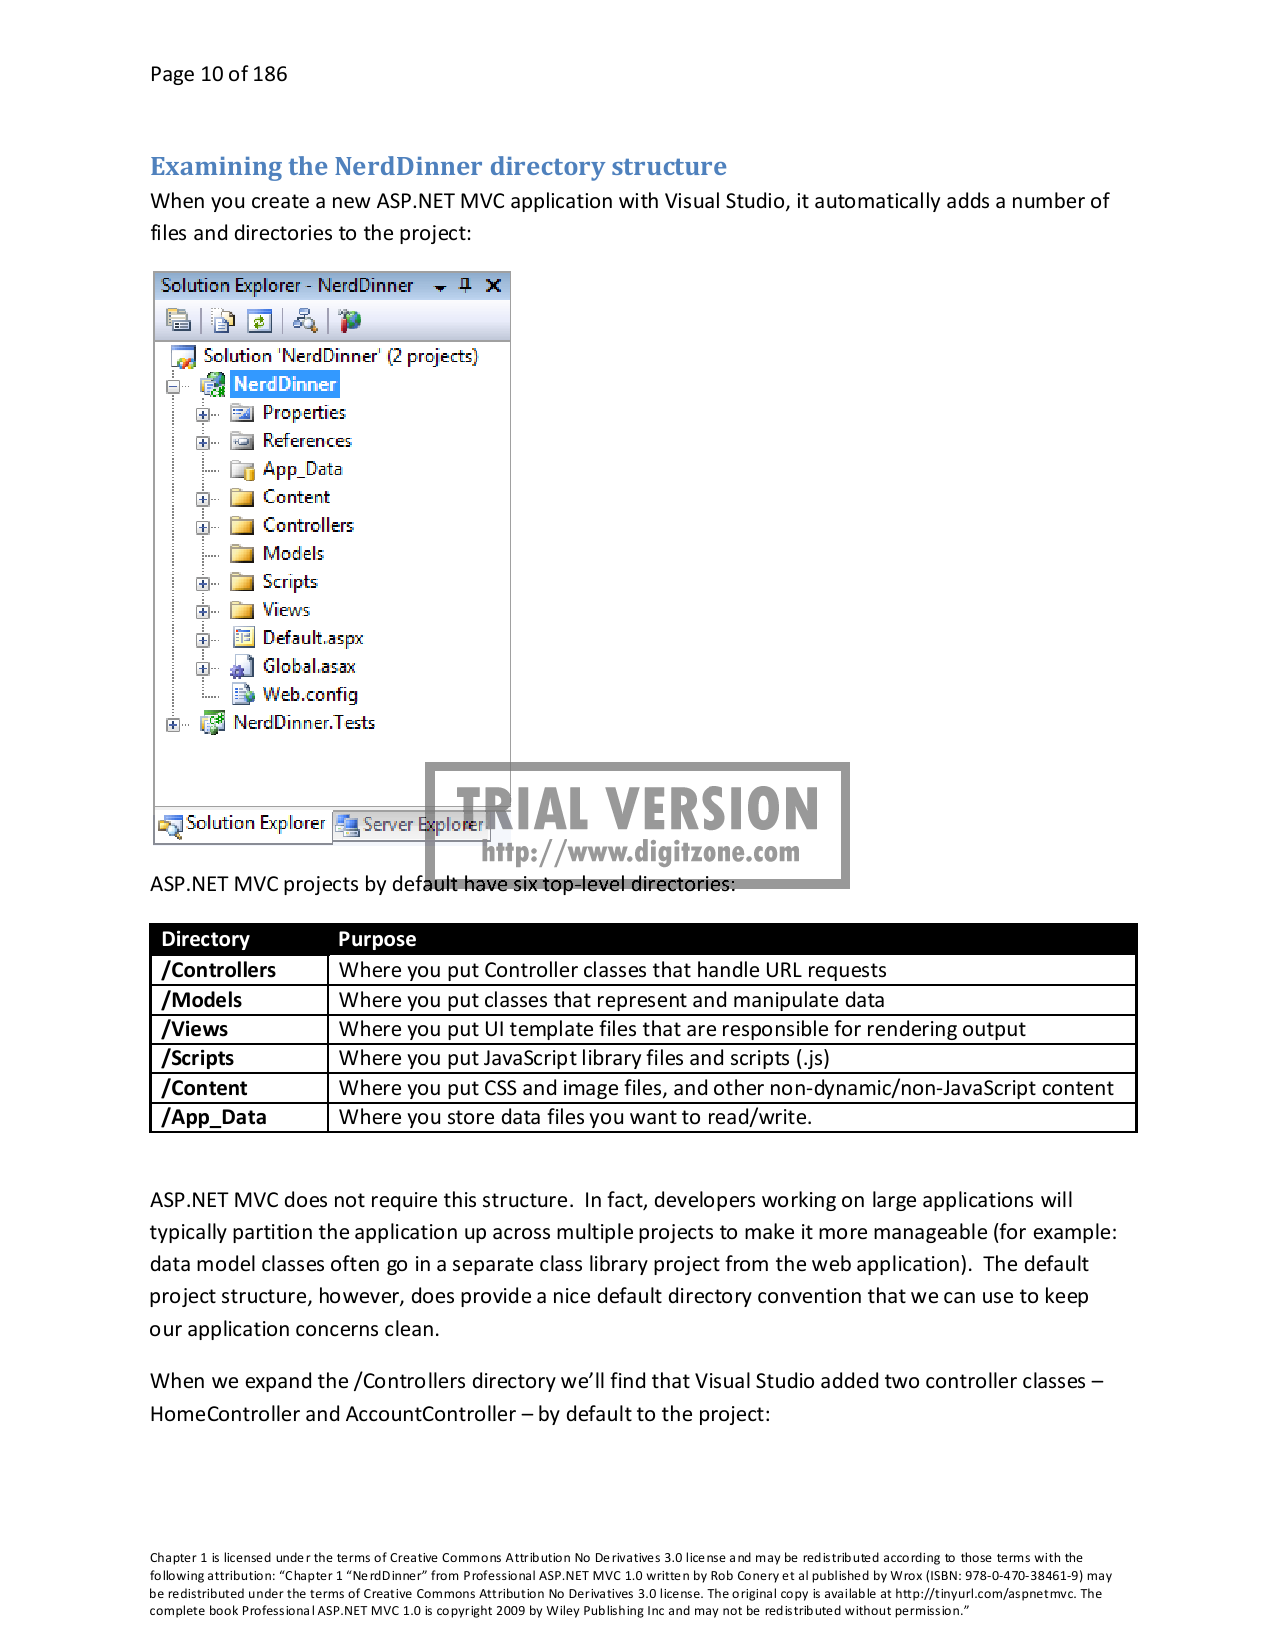 Page 10 of 186
Examining the NerdDinner directory structure
When you create a new ASP.NET MVC application with Visual Studio, it automatically adds a number of
files and directories to the project:
Solution Explorer - NerdDinner
Solution 'NerdDinner' (2 projects)
NerdDinner
Properties
References
App_Data
Content
Controllers
Models
Scripts
Views
Default.aspx
Global.asax
Web.config
NerdDinner.Tests
Solution Explorer Server Explorer
TRIAL VERSION
http://www.digitzone.com
ASP.NET MVC projects by default have six top-level directories:
Directory Purpose
/Controllers Where you put Controller classes that handle URL requests
/Models Where you put classes that represent and manipulate data
/Views Where you put UI template files that are responsible for rendering output
/Scripts Where you put JavaScript library files and scripts (.js)
/Content Where you put CSS and image files, and other non-dynamic/non-JavaScript content
/App_Data Where you store data files you want to read/write.
ASP.NET MVC does not require this structure.  In fact, developers working on large applications will
typically partition the application up across multiple projects to make it more manageable (for example:
data model classes often go in a separate class library project from the web application).  The default
project structure, however, does provide a nice default directory convention that we can use to keep
our application concerns clean.
When we expand the /Controllers directory we’ll find that Visual Studio added two controller classes –
HomeController and AccountController – by default to the project:
Chapter 1 is licensed under the terms of Creative Commons Attribution No Derivatives 3.0 license and may be redistributed according to those terms with the
following attribution: “Chapter 1 “NerdDinner” from Professional ASP.NET MVC 1.0 written by Rob Conery et al published by Wrox (ISBN: 978-0-470-38461-9) may
be redistributed under the terms of Creative Commons Attribution No Derivatives 3.0 license. The original copy is available at http://tinyurl.com/aspnetmvc. The
complete book Professional ASP.NET MVC 1.0 is copyright 2009 by Wiley Publishing Inc and may not be redistributed without permission.”